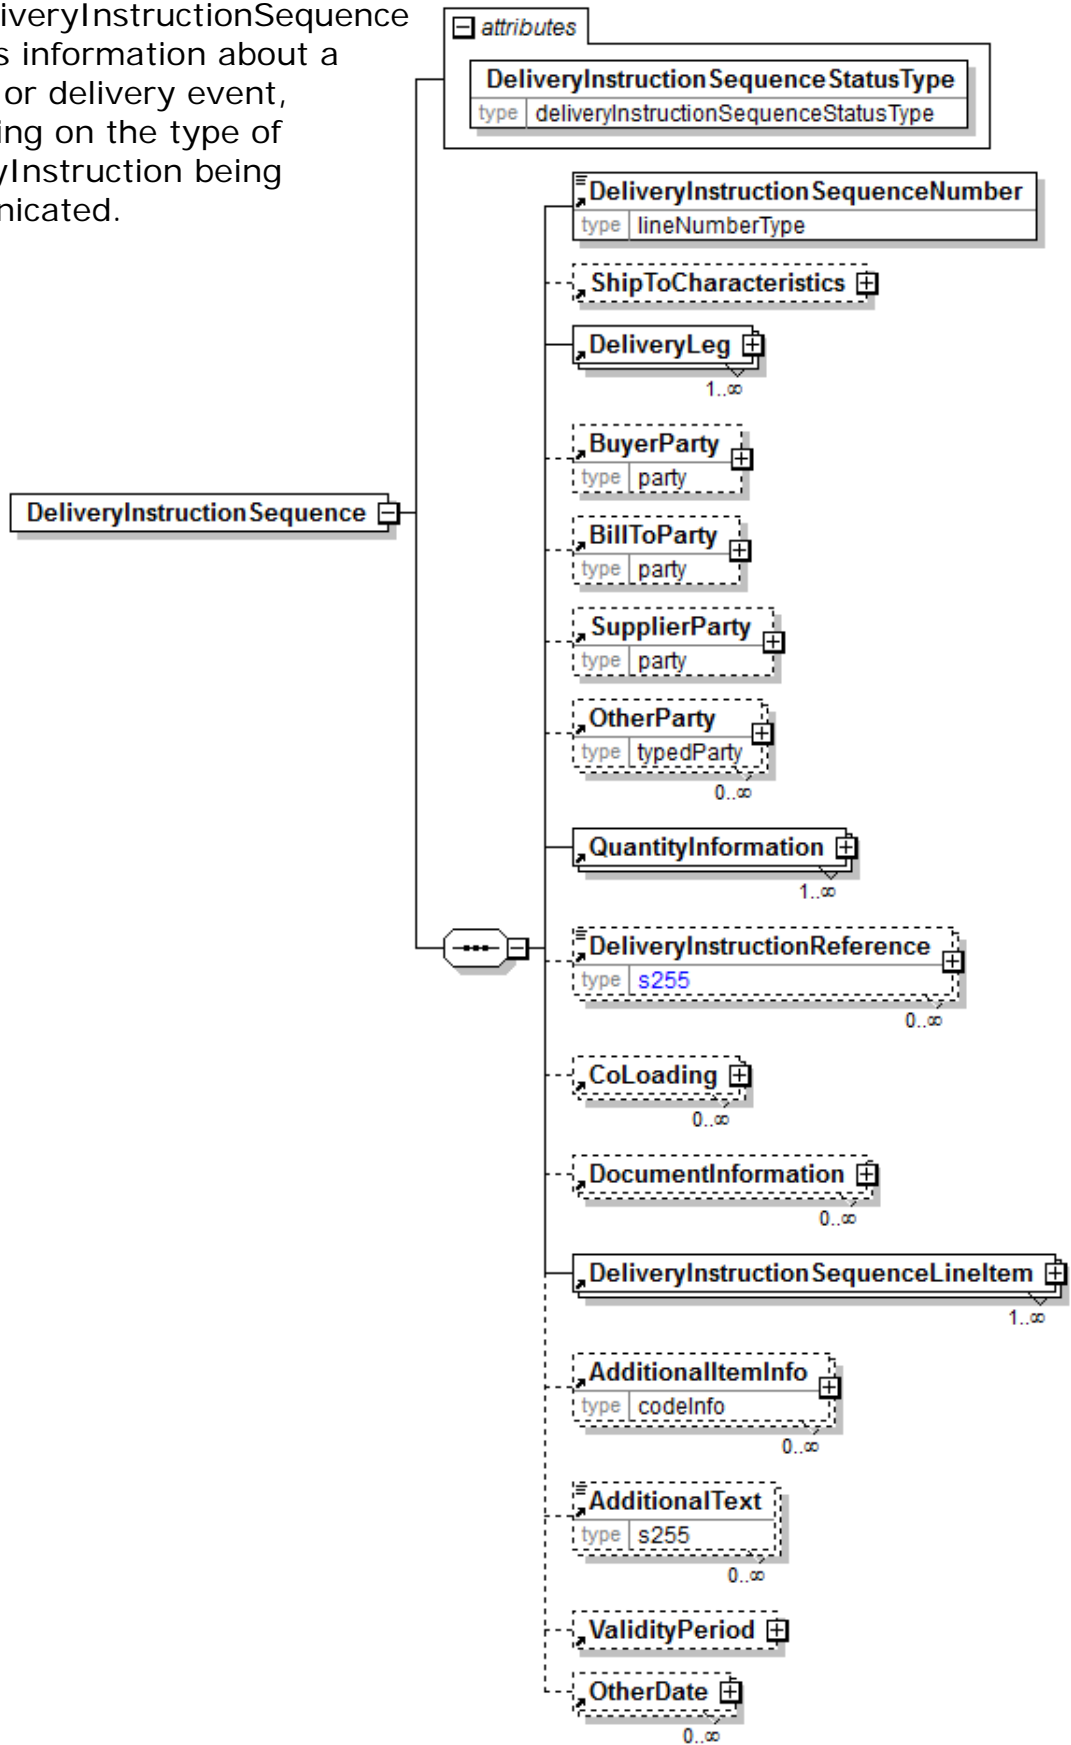 liveryInstructionSequence
s information about a
or delivery event,
ing on the type of
yInstruction being
nicated.
attributes
DeliveryInstructionSequenceStatusType
type deliveryInstructionSequenceStatusType
DeliveryInstructionSequenceNumber
type lineNumberType
ShipToCharacteristics
DeliveryLeg
1..∞
BuyerParty
type party
DeliveryInstructionSequence
BillToParty
type party
SupplierParty
type party
OtherParty
type typedParty
0..∞
QuantityInformation
1..∞
DeliveryInstructionReference
type s255
0..∞
CoLoading
0..∞
DocumentInformation
0..∞
DeliveryInstructionSequenceLineItem
1..∞
AdditionalItemInfo
type codeInfo
0..∞
AdditionalText
type s255
0..∞
ValidityPeriod
OtherDate
0..∞